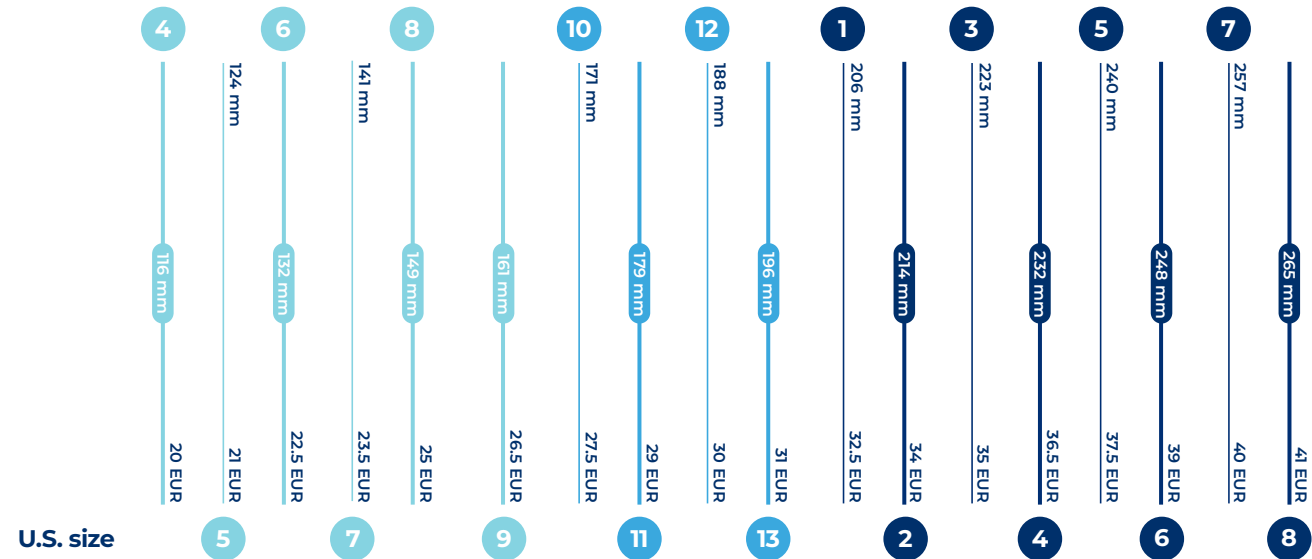 4 6 8 10 12 1 3 5 7
124 mm 141 mm 171 mm 188 mm 206 mm 223 mm 240 mm 257 mm
116 mm 132 mm 149 mm 161 mm 179 mm 196 mm 214 mm 232 mm 248 mm 265 mm
20 EUR 21 EUR 22.5 EUR 23.5 EUR 25 EUR 26.5 EUR 27.5 EUR 29 EUR 30 EUR 31 EUR 32.5 EUR 34 EUR 35 EUR 36.5 EUR 37.5 EUR 39 EUR 40 EUR 41 EUR
U.S. size 5 7 9 11 13 2 4 6 8